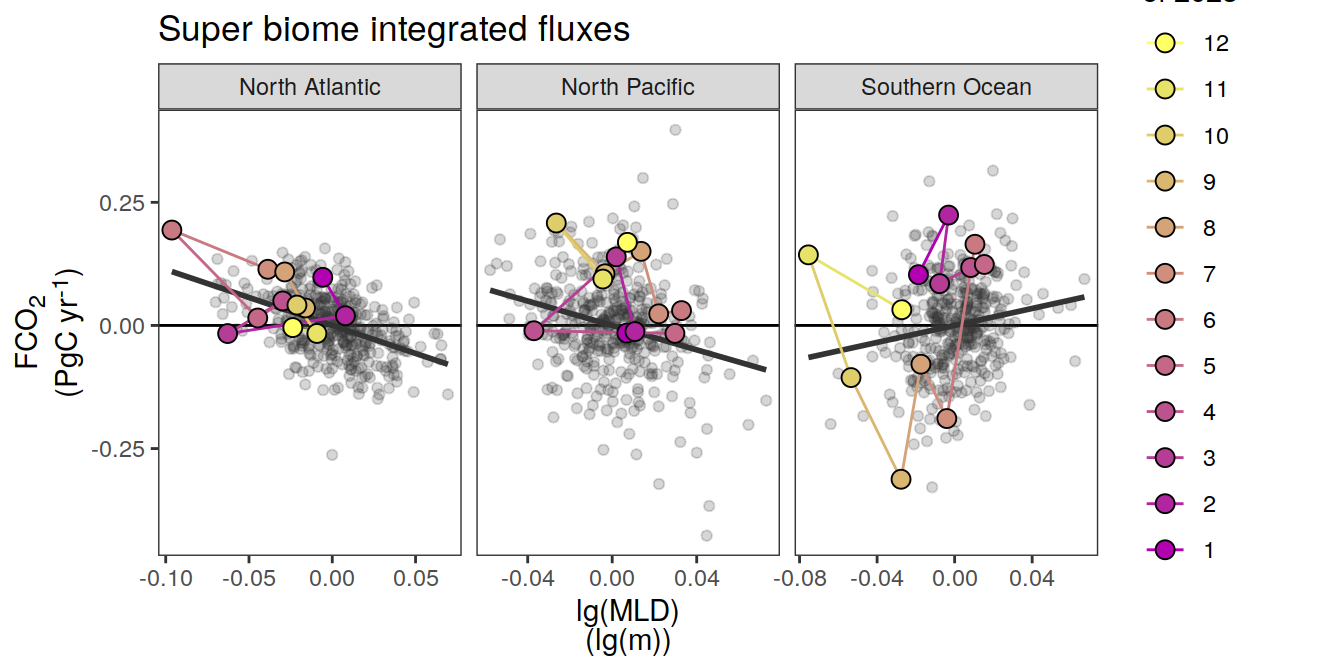 Super biome integrated fluxes
North Atlantic
North Pacific
Southern Ocean
FCO₂
(PgC yr⁻¹)
0.25
0.00
-0.25
-0.10 -0.05 0.00 0.05
-0.04 0.00 0.04
-0.08 -0.04 0.00 0.04
lg(MLD)
(lg(m))
12
11
10
9
8
7
6
5
4
3
2
1